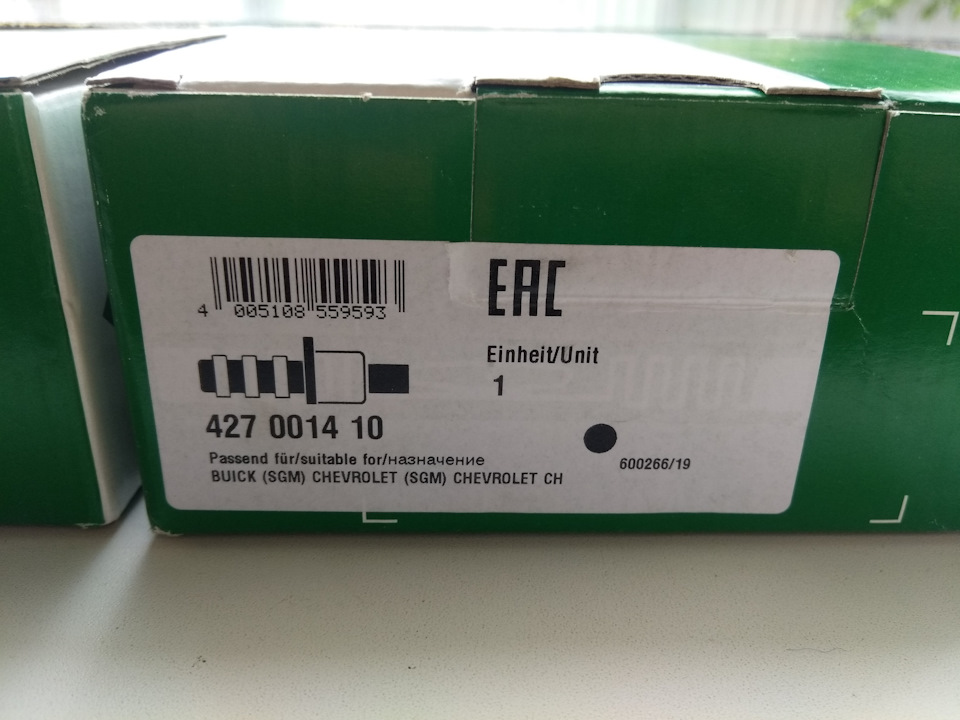 4 005108 559593
EAC
Einheit/Unit
1
427 0014 10
Passend für/suitable for/назначение
BUICK (SGM) CHEVROLET (SGM) CHEVROLET CH
600266/19